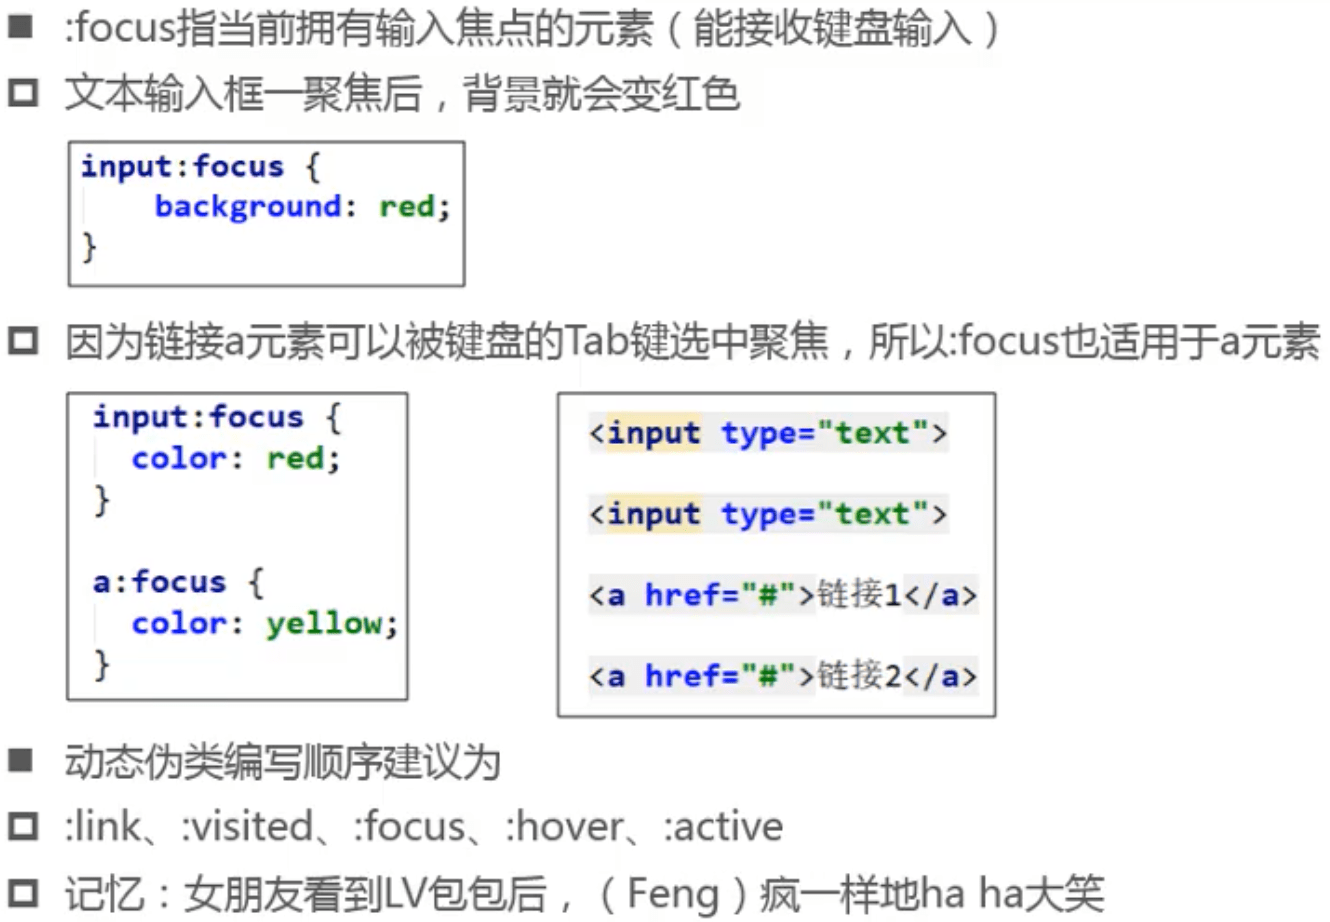 :focus指当前拥有输入焦点的元素（能接收键盘输入）
文本输入框一聚焦后，背景就会变红色
input:focus {
    background: red;
}
因为链接a元素可以被键盘的Tab键选中聚焦，所以:focus也适用于a元素
input:focus {
  color: red;
}
a:focus {
  color: yellow;
}
<input type="text">
<input type="text">
<a href="#">链接1</a>
<a href="#">链接2</a>
动态伪类编写顺序建议为
:link、:visited、:focus、:hover、:active
记忆：女朋友看到LV包包后，（Feng）疯一样地ha ha大笑